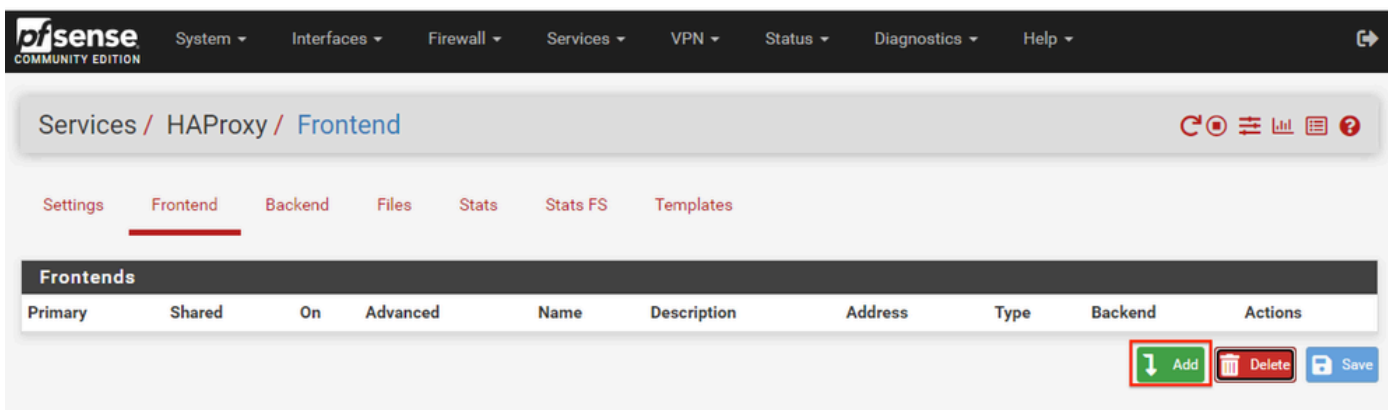 pfsense System Interfaces Firewall Services VPN Status Diagnostics Help
COMMUNITY EDITION
Services / HAProxy / Frontend
Settings Frontend Backend Files Stats Stats FS Templates
Frontends
Primary Shared On Advanced Name Description Address Type Backend Actions
Add Delete Save